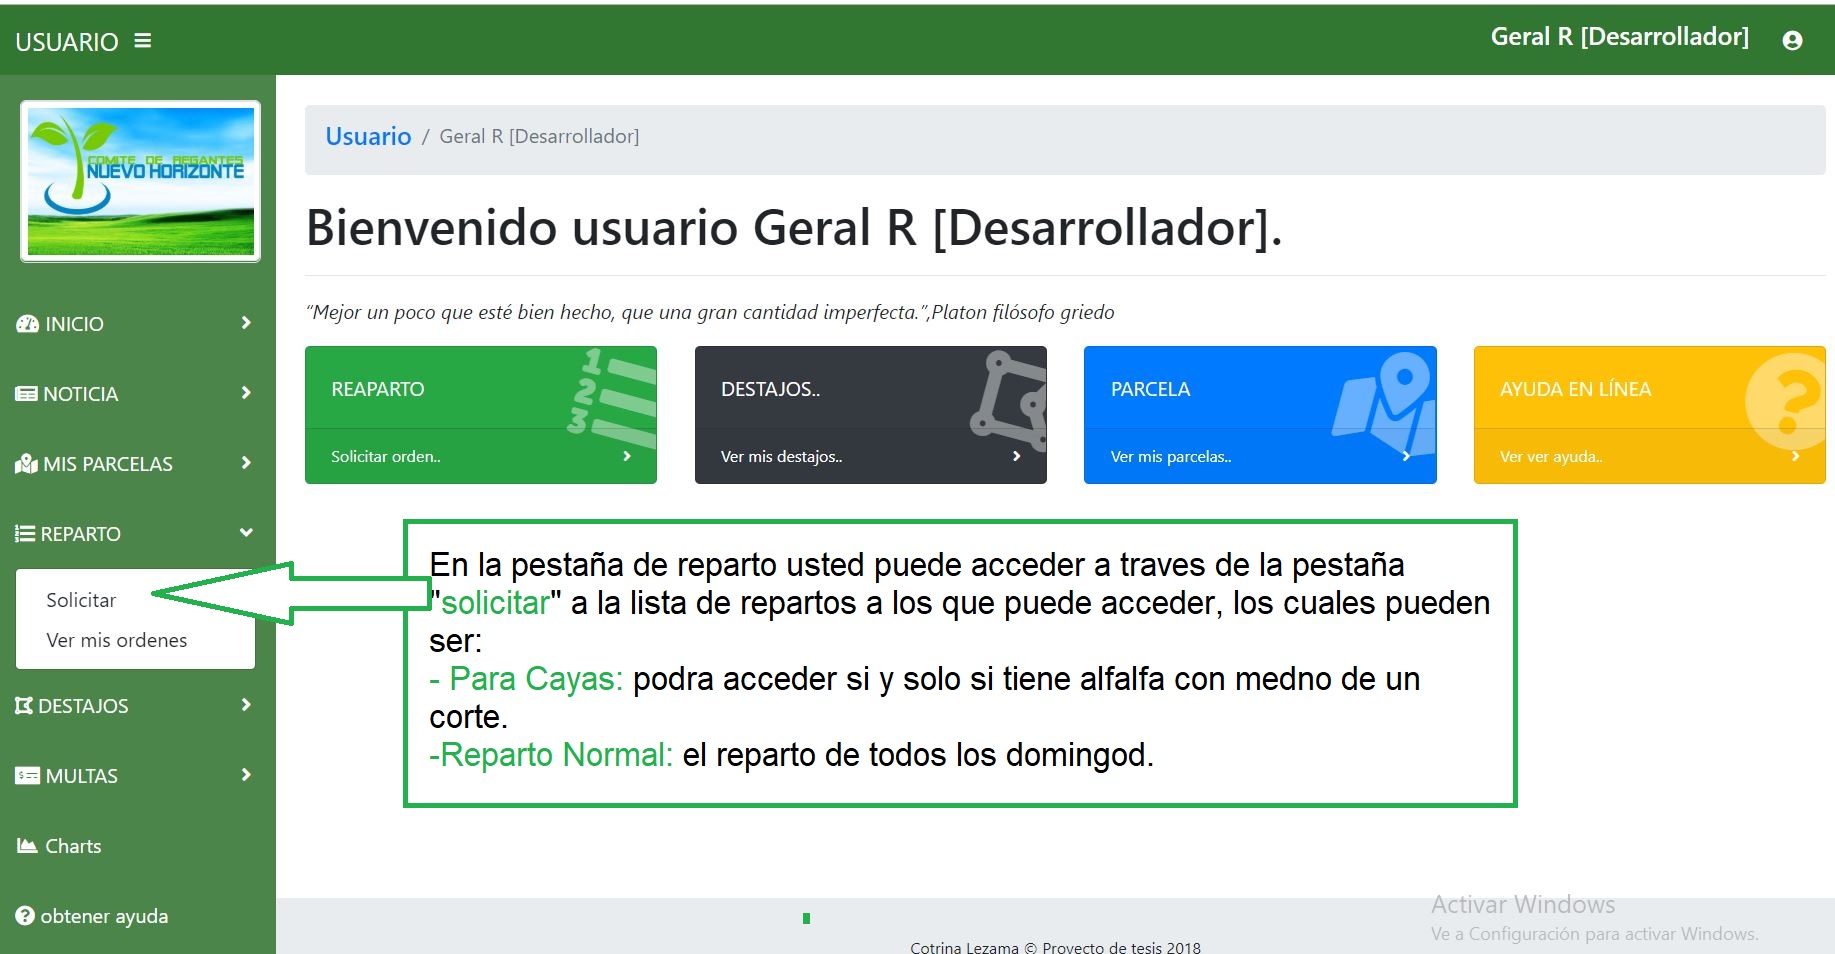 USUARIO
Geral R [Desarrollador]
COMITE DE REGANTES
NUEVO HORIZONTE
INICIO
NOTICIA
MIS PARCELAS
REPARTO
Solicitar
Ver mis ordenes
DESTAJOS
MULTAS
Charts
obtener ayuda
Usuario / Geral R [Desarrollador]
Bienvenido usuario Geral R [Desarrollador].
“Mejor un poco que esté bien hecho, que una gran cantidad imperfecta.”,Platon filósofo griedo
REAPARTO
Solicitar orden..
DESTAJOS..
Ver mis destajos..
PARCELA
Ver mis parcelas..
AYUDA EN LÍNEA
Ver ver ayuda..
En la pestaña de reparto usted puede acceder a traves de la pestaña
"solicitar" a la lista de repartos a los que puede acceder, los cuales pueden
ser:
- Para Cayas: podra acceder si y solo si tiene alfalfa con medno de un
corte.
-Reparto Normal: el reparto de todos los domingod.
Activar Windows
Ve a Configuración para activar Windows.
Cotrina Lezama © Proyecto de tesis 2018